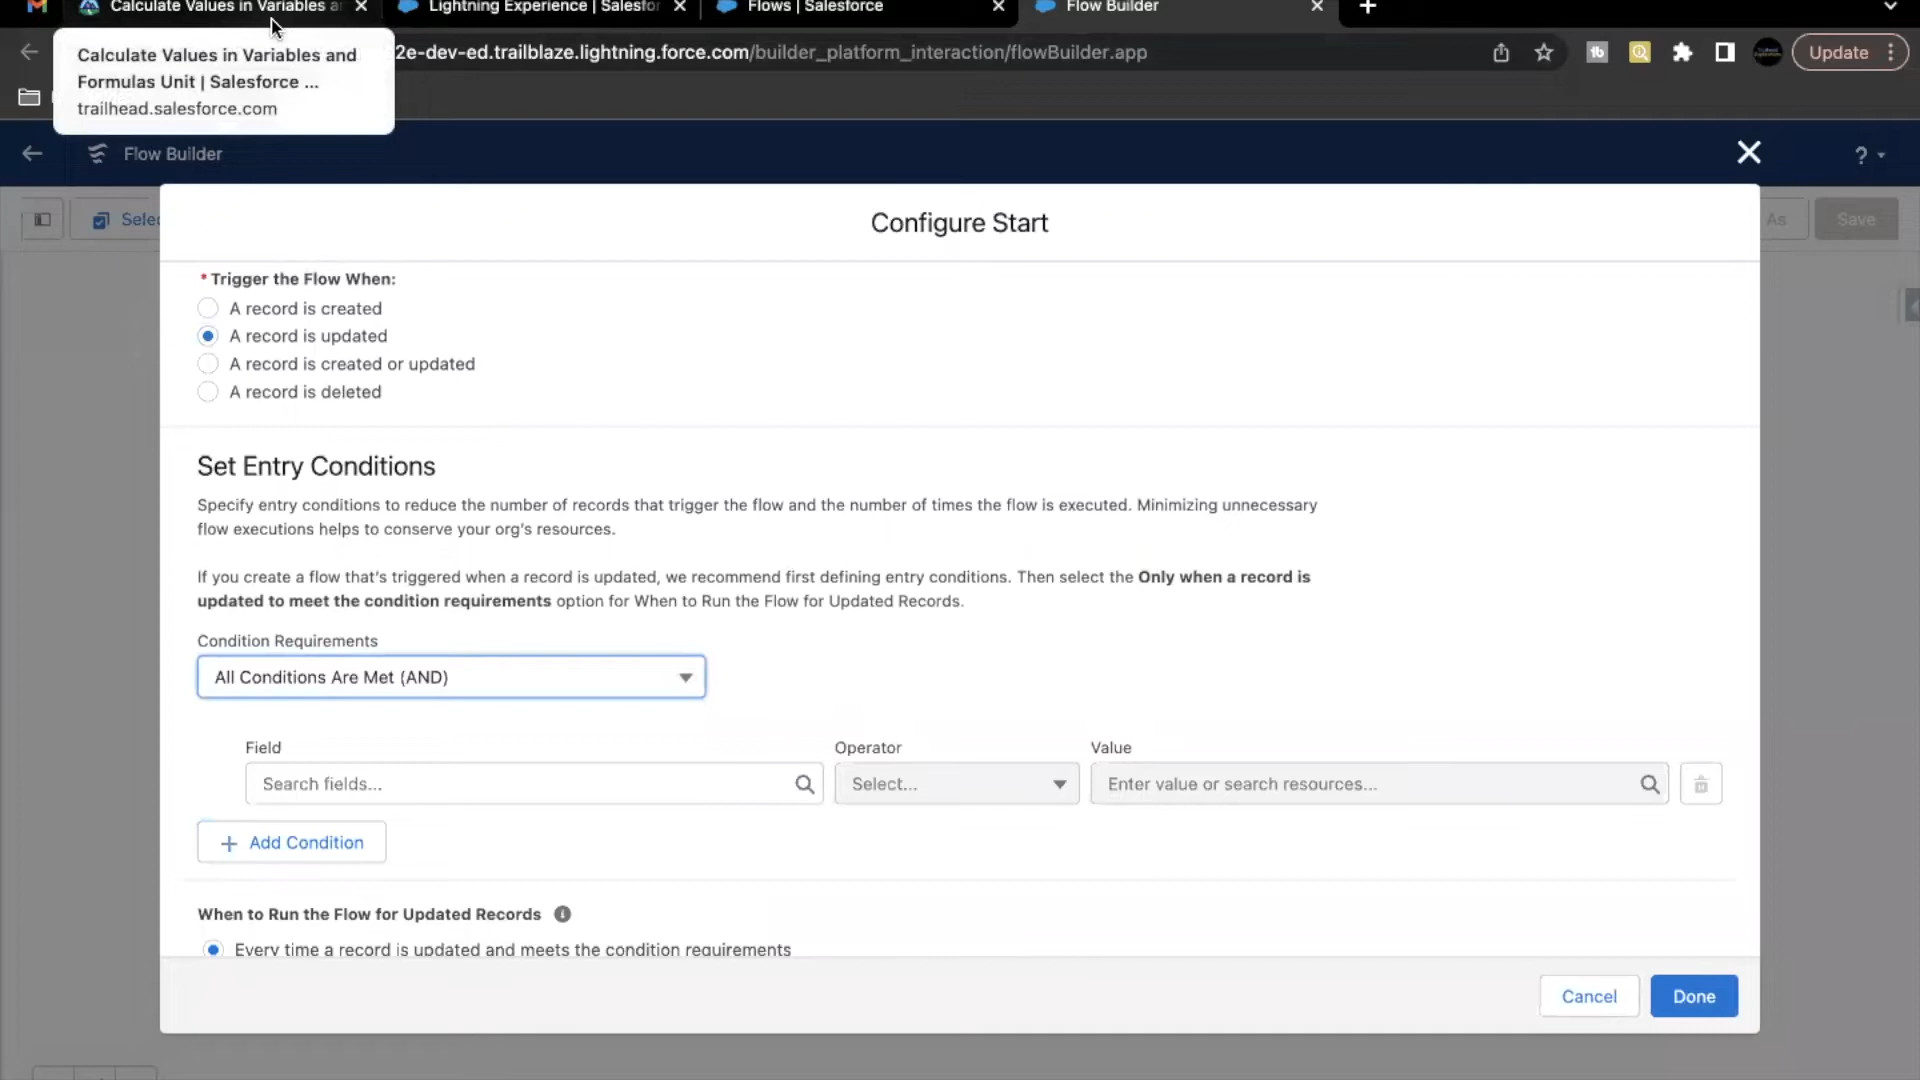 Calculate Values in Variables a
Lightning Experience | Salesfor
Flows | Salesforce
Flow Builder
Calculate Values in Variables and
Formulas Unit | Salesforce ...
trailhead.salesforce.com
2e-dev-ed.trailblaze.lightning.force.com/builder_platform_interaction/flowBuilder.app
Update
Flow Builder
?
Selec
As
Save
Configure Start
* Trigger the Flow When:
A record is created
A record is updated
A record is created or updated
A record is deleted
Set Entry Conditions
Specify entry conditions to reduce the number of records that trigger the flow and the number of times the flow is executed. Minimizing unnecessary
flow executions helps to conserve your org's resources.
If you create a flow that's triggered when a record is updated, we recommend first defining entry conditions. Then select the Only when a record is
updated to meet the condition requirements option for When to Run the Flow for Updated Records.
Condition Requirements
All Conditions Are Met (AND)
Field Operator Value
Search fields... Select... Enter value or search resources...
+ Add Condition
When to Run the Flow for Updated Records
Every time a record is updated and meets the condition requirements
Cancel Done